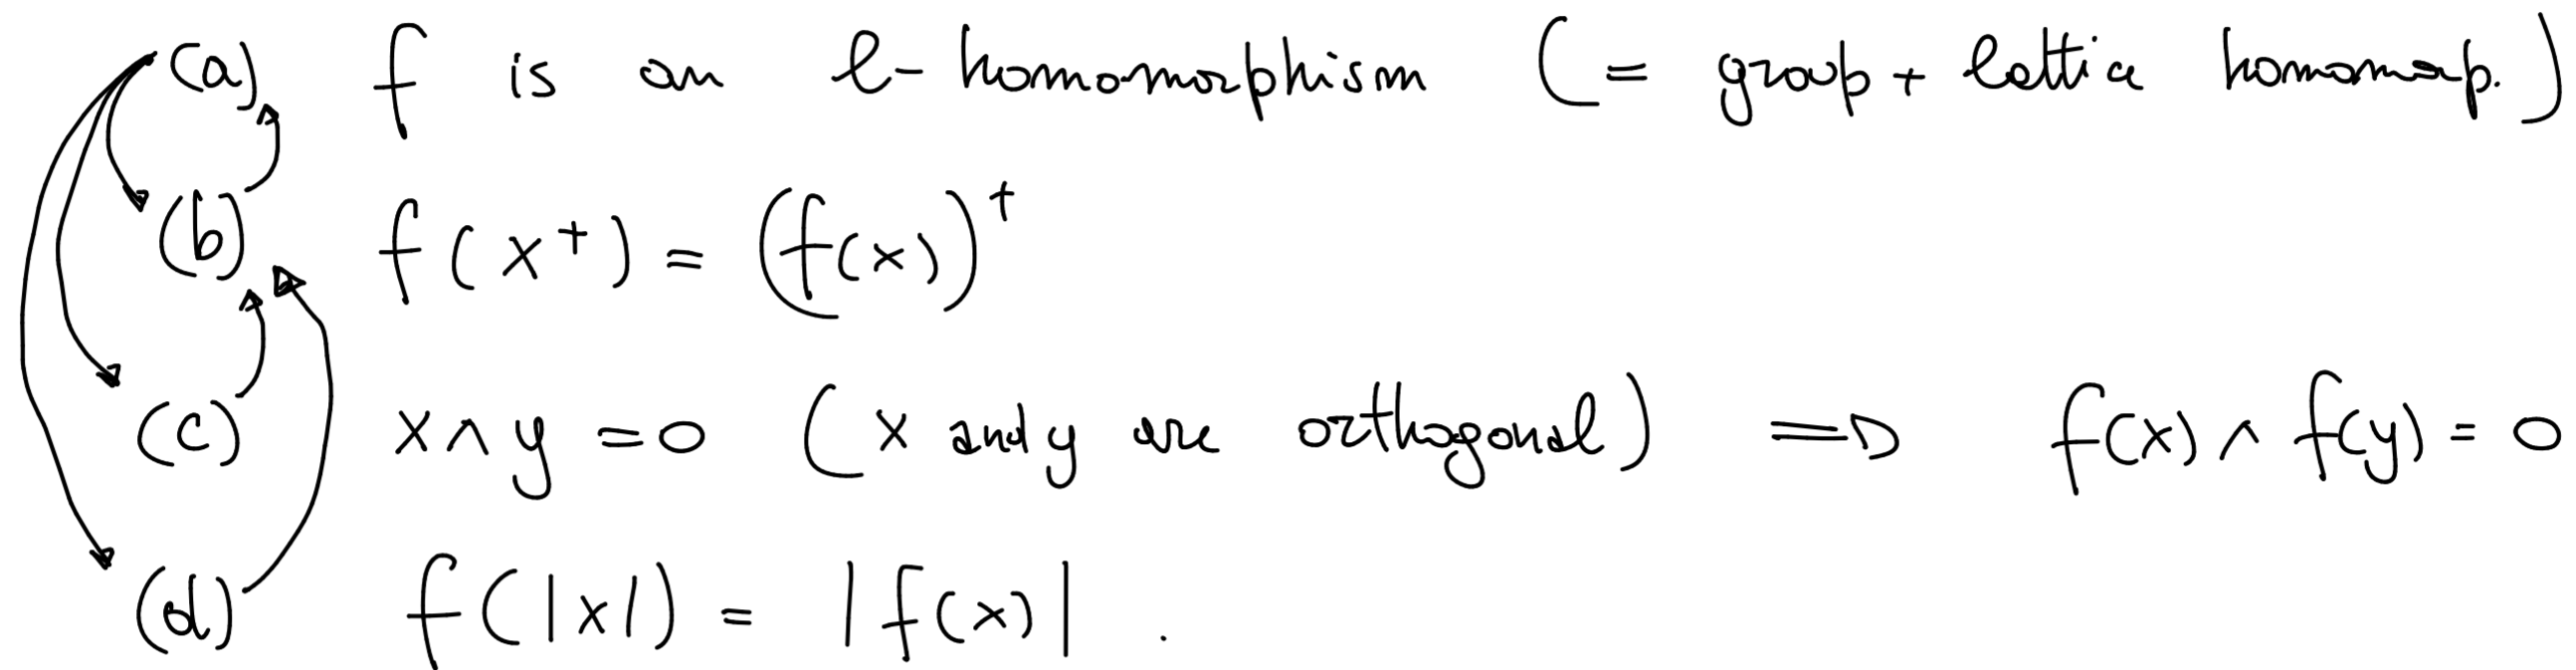 (a) f is an ℓ-homomorphism (= group + lattice homomorp.)
(b) f(x⁺) = (f(x))⁺
(c) x∧y = 0 (x and y are orthogonal) ⇒ f(x) ∧ f(y) = 0
(d) f(|x|) = |f(x)| .